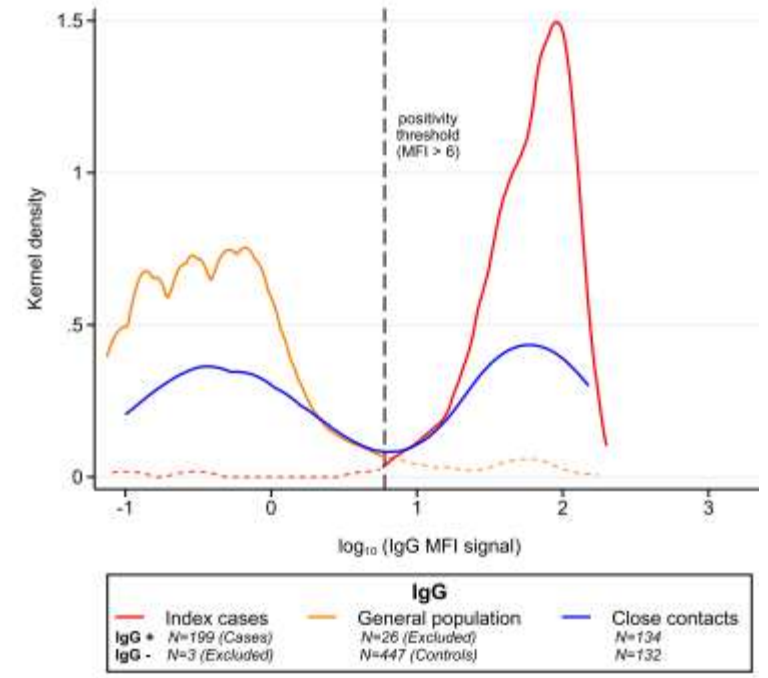 1.5
positivity
threshold
(MFI > 6)
1
Kernel density
.5
0
-1 0 1 2 3
log₁₀ (IgG MFI signal)
IgG
Index cases General population Close contacts
IgG + N=199 (Cases) N=26 (Excluded) N=134
IgG - N=3 (Excluded) N=447 (Controls) N=132